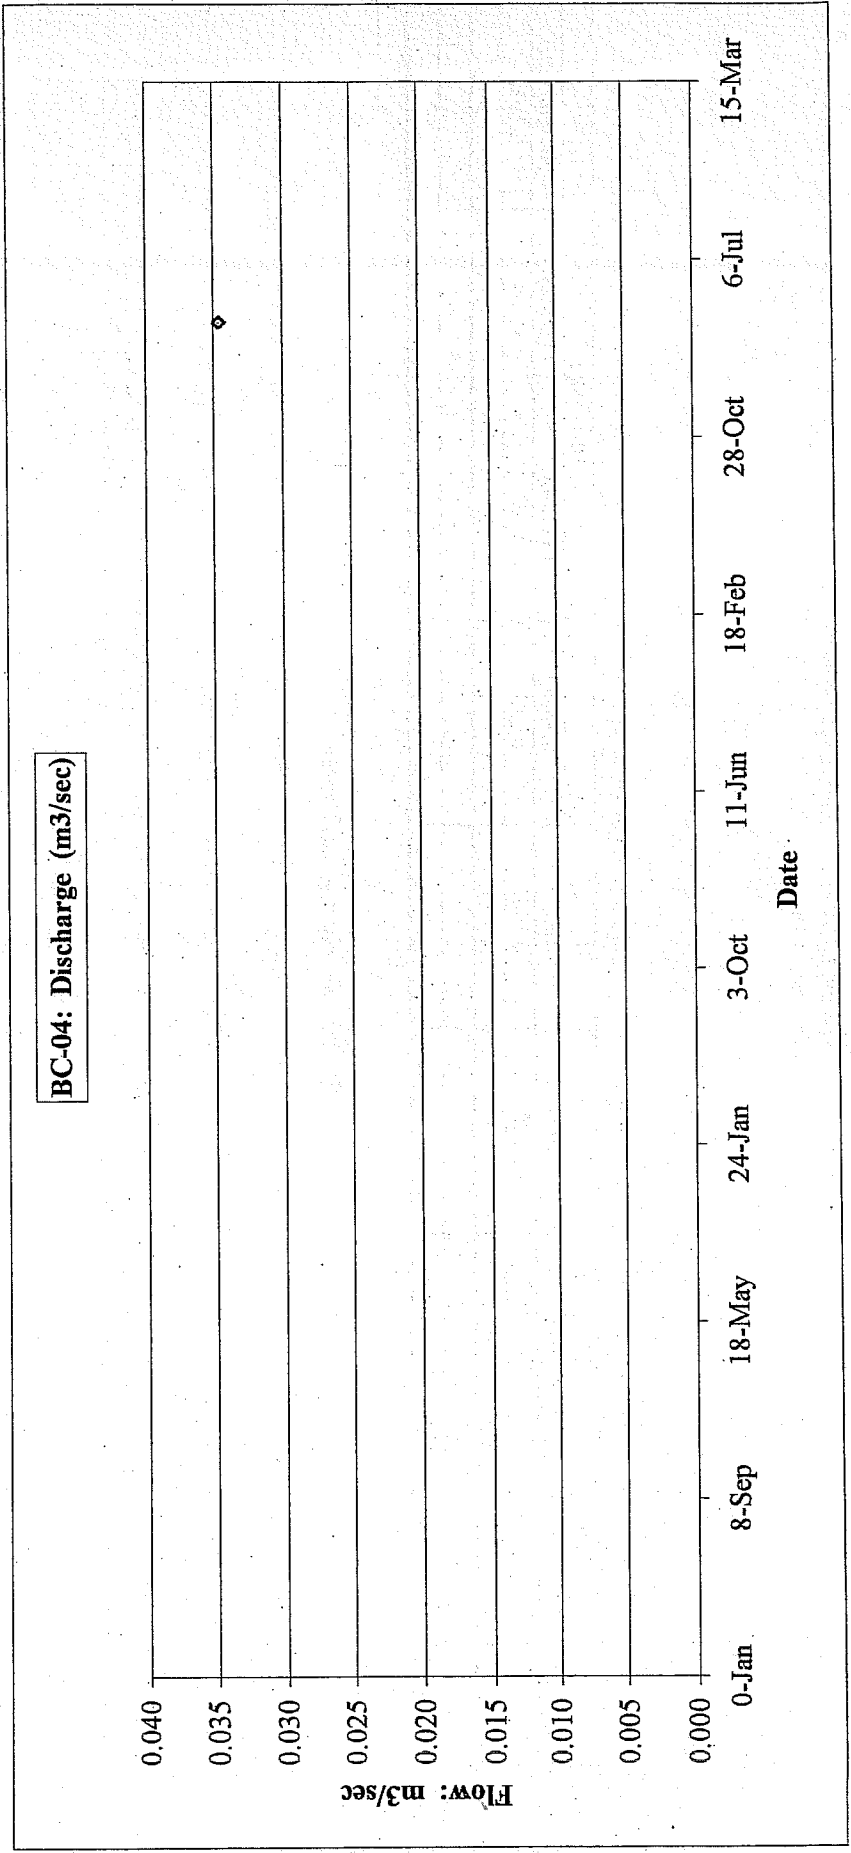 BC-04: Discharge (m3/sec)
Flow: m3/sec
0.040
0.035
0.030
0.025
0.020
0.015
0.010
0.005
0.000
0-Jan
8-Sep
18-May
24-Jan
3-Oct
11-Jun
18-Feb
28-Oct
6-Jul
15-Mar
Date